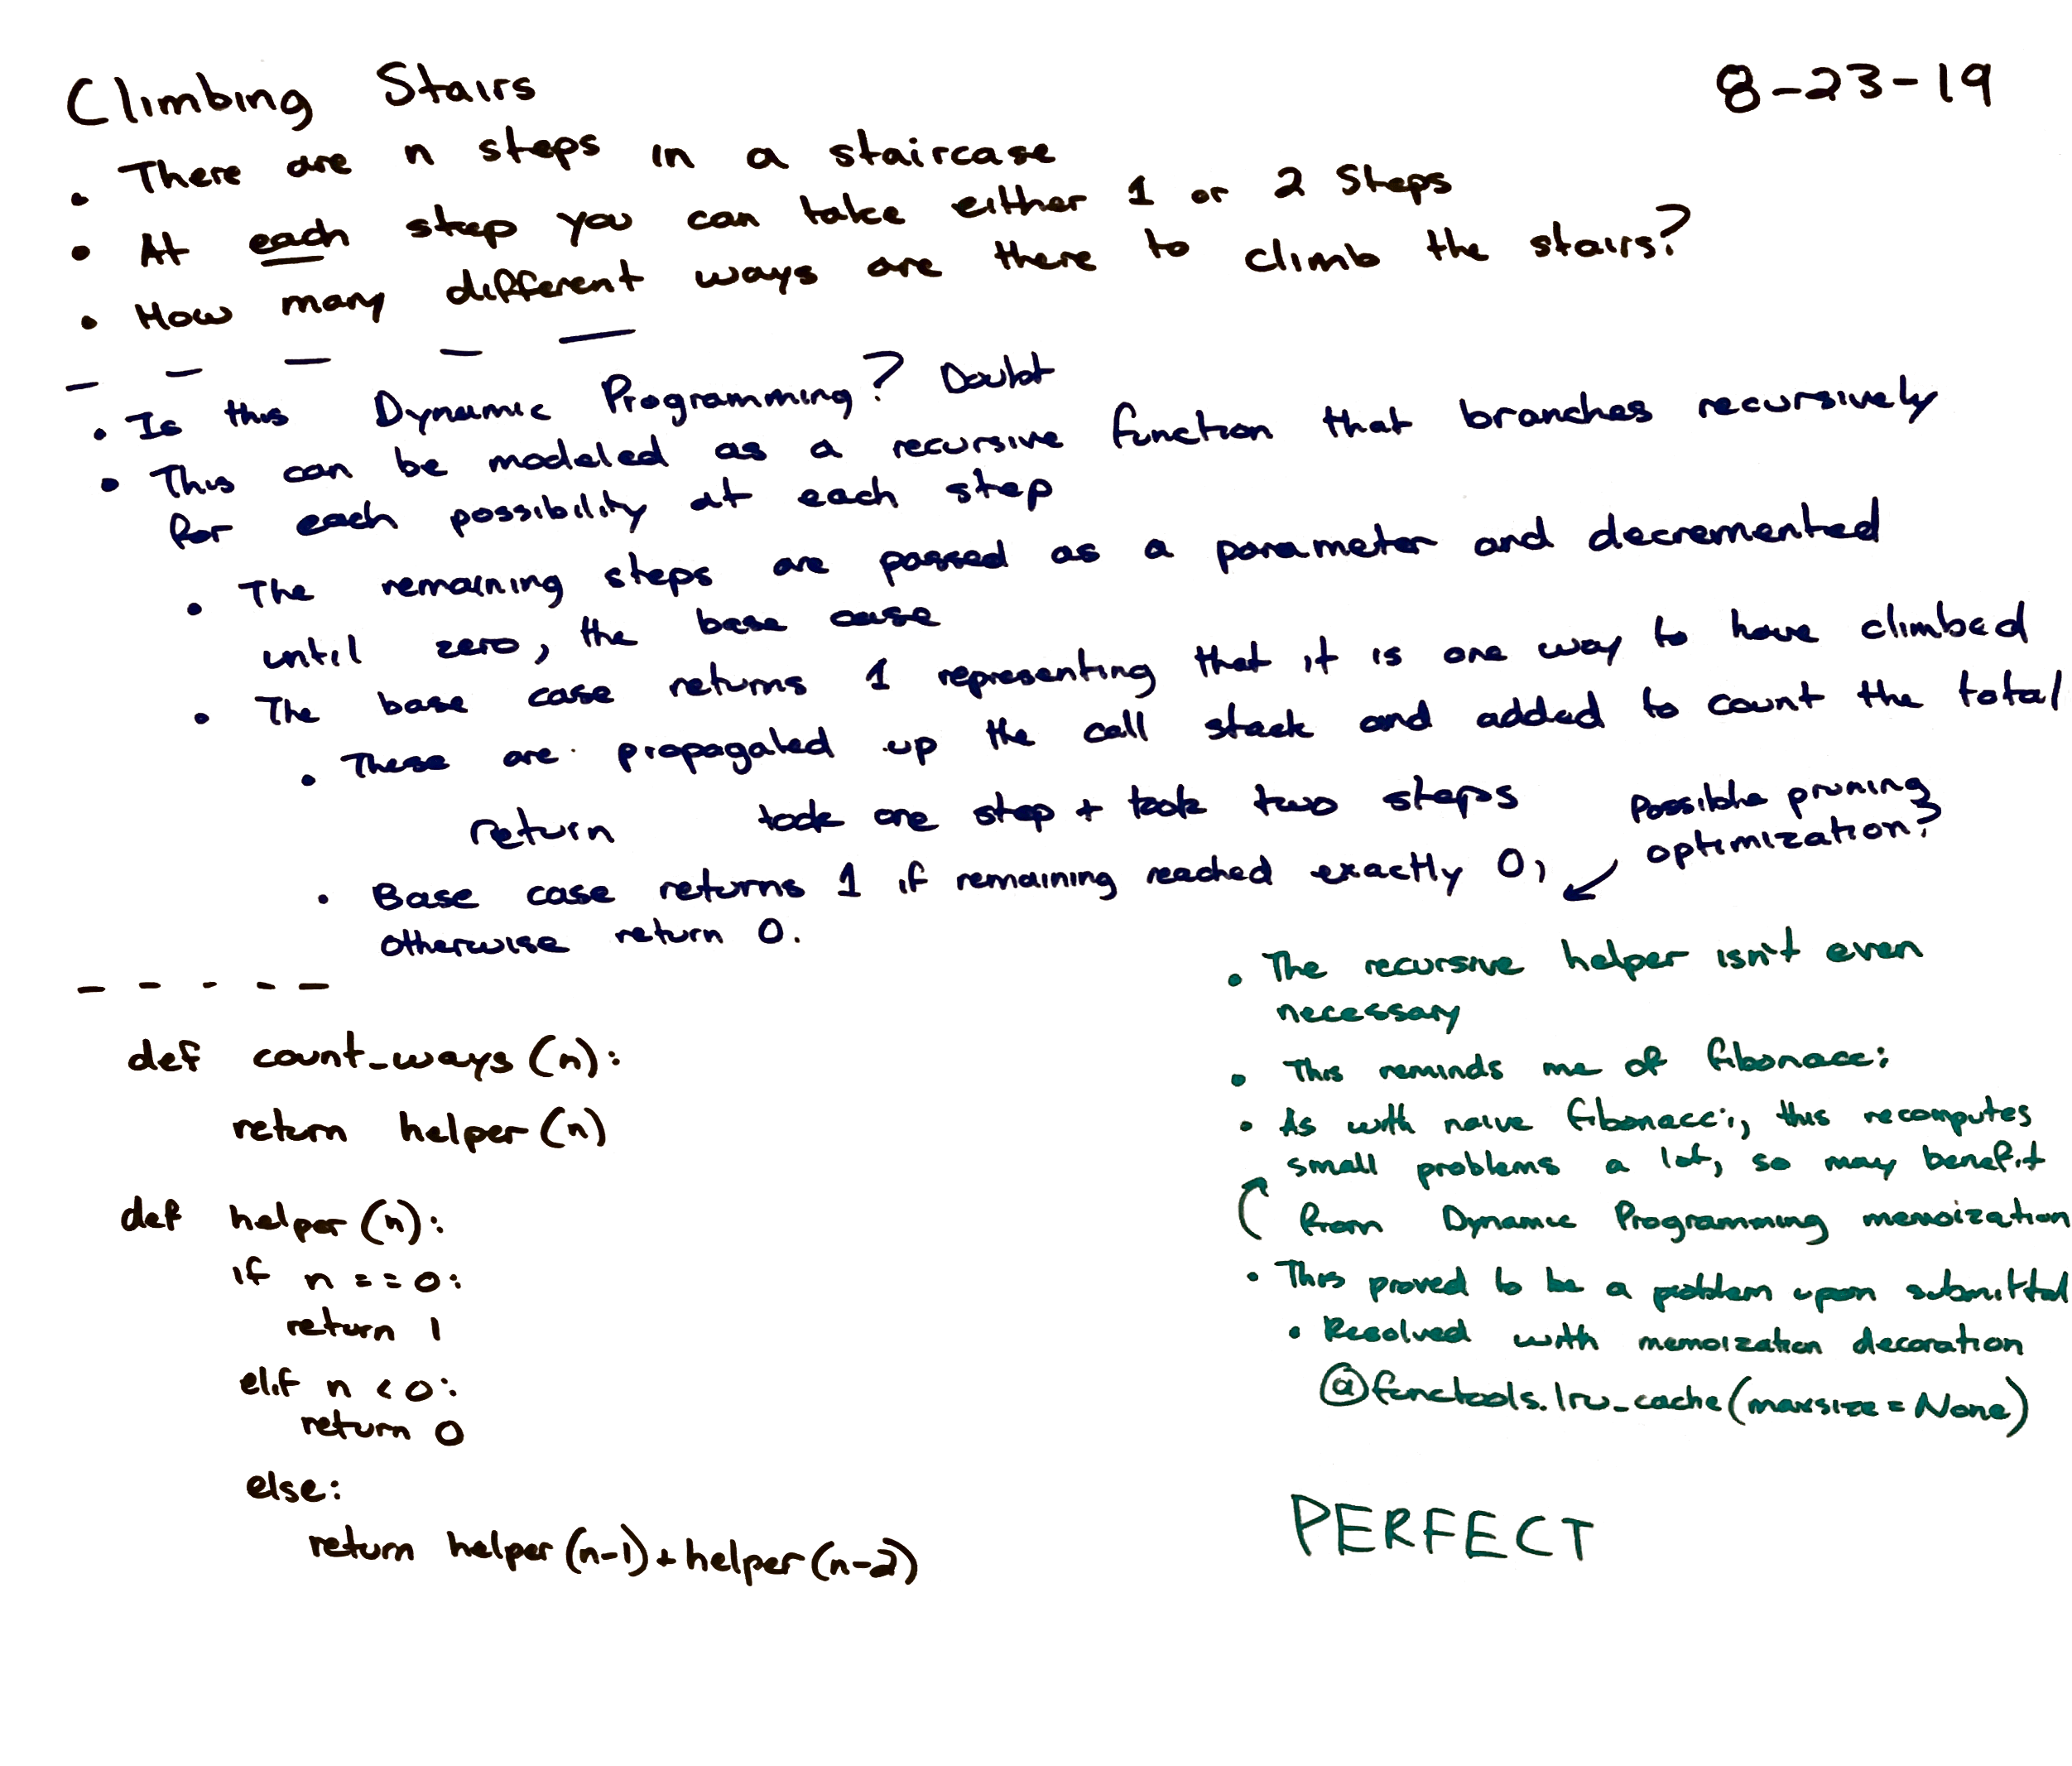 Climbing Stairs
8-23-19
• There are n steps in a staircase
• At each step you can take either 1 or 2 steps
• How many different ways are there to climb the stairs?
• Is this Dynamic Programming? Doubt
• This can be modeled as a recursive function that branches recursively
for each possibility at each step
• The remaining steps are passed as a parameter and decremented
until zero, the base case
• The base case returns 1 representing that it is one way to have climbed
• These are propagated up the call stack and added to count the total
return took one step + took two steps
Possible pruning
optimization?
• Base case returns 1 if remaining reached exactly 0,
otherwise return 0.
def count_ways(n):
return helper(n)
def helper(n):
if n == 0:
return 1
elif n < 0:
return 0
else:
return helper(n-1)+helper(n-2)
• The recursive helper isn't even
necessary
• This reminds me of fibonacci
• As with naive fibonacci, this recomputes
small problems a lot, so may benefit
from Dynamic Programming memoization
• This proved to be a problem upon submittal
• Resolved with memoization decoration
@functools.lru_cache(maxsize=None)
PERFECT